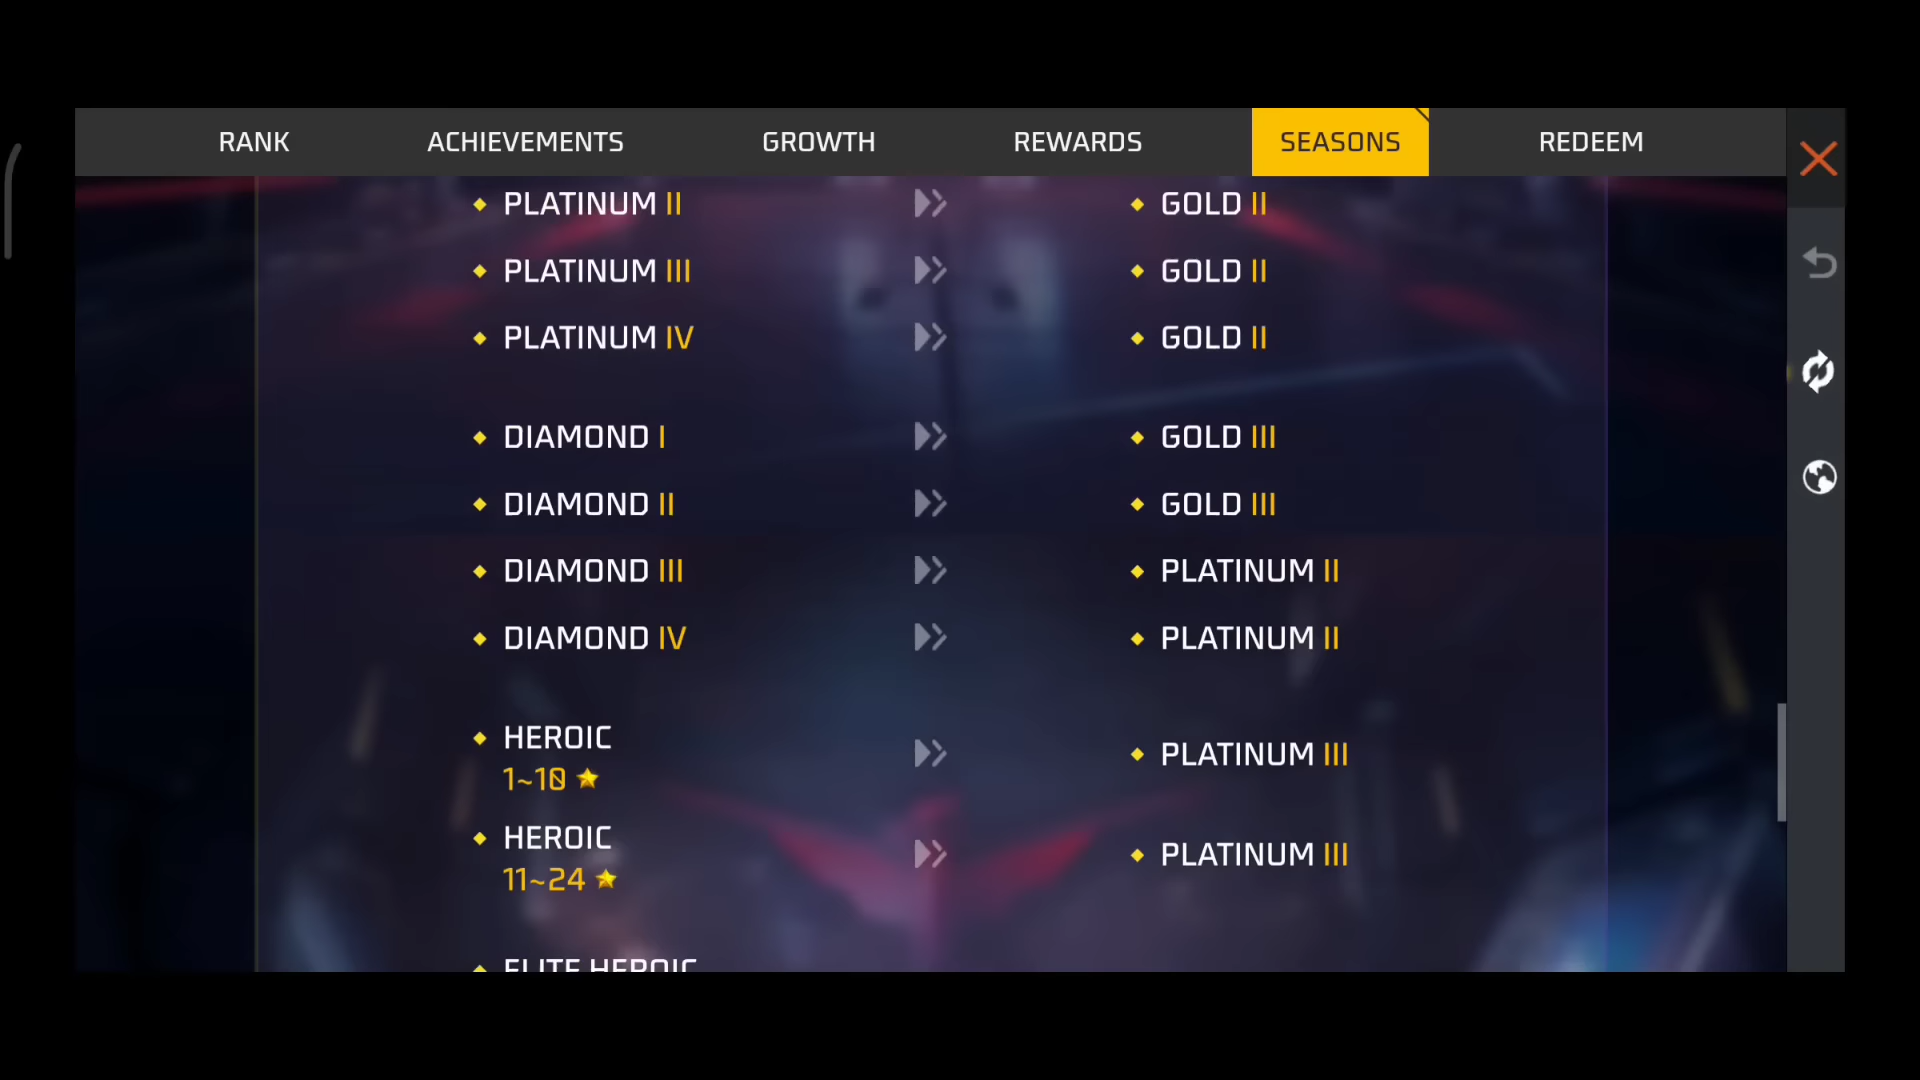 RANK ACHIEVEMENTS GROWTH REWARDS SEASONS REDEEM
PLATINUM II GOLD II
PLATINUM III GOLD II
PLATINUM IV GOLD II
DIAMOND I GOLD III
DIAMOND II GOLD III
DIAMOND III PLATINUM II
DIAMOND IV PLATINUM II
HEROIC
1~10
PLATINUM III
HEROIC
11~24
PLATINUM III
ELITE HEROIC